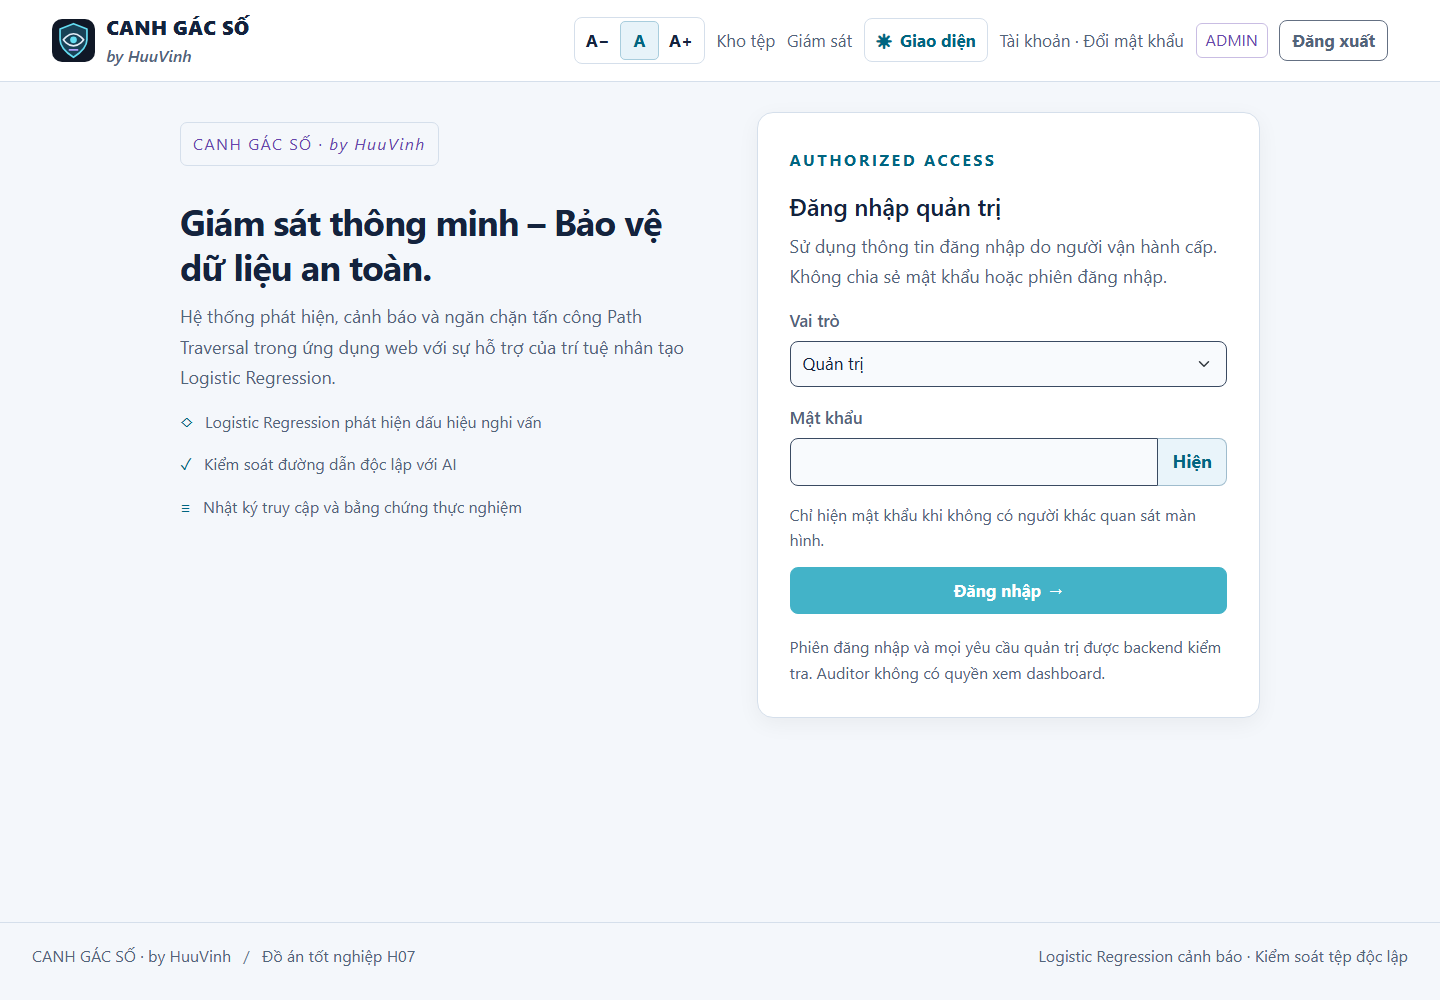 CANH GÁC SỐ
by HuuVinh
A− A A+ Kho tệp Giám sát Giao diện Tài khoản · Đổi mật khẩu ADMIN Đăng xuất
CANH GÁC SỐ · by HuuVinh
Giám sát thông minh – Bảo vệ
dữ liệu an toàn.
Hệ thống phát hiện, cảnh báo và ngăn chặn tấn công Path
Traversal trong ứng dụng web với sự hỗ trợ của trí tuệ nhân tạo
Logistic Regression.
◇ Logistic Regression phát hiện dấu hiệu nghi vấn
✓ Kiểm soát đường dẫn độc lập với AI
≡ Nhật ký truy cập và bằng chứng thực nghiệm
AUTHORIZED ACCESS
Đăng nhập quản trị
Sử dụng thông tin đăng nhập do người vận hành cấp.
Không chia sẻ mật khẩu hoặc phiên đăng nhập.
Vai trò
Quản trị
Mật khẩu
Hiện
Chỉ hiện mật khẩu khi không có người khác quan sát màn
hình.
Đăng nhập →
Phiên đăng nhập và mọi yêu cầu quản trị được backend kiểm
tra. Auditor không có quyền xem dashboard.
CANH GÁC SỐ · by HuuVinh / Đồ án tốt nghiệp H07
Logistic Regression cảnh báo · Kiểm soát tệp độc lập